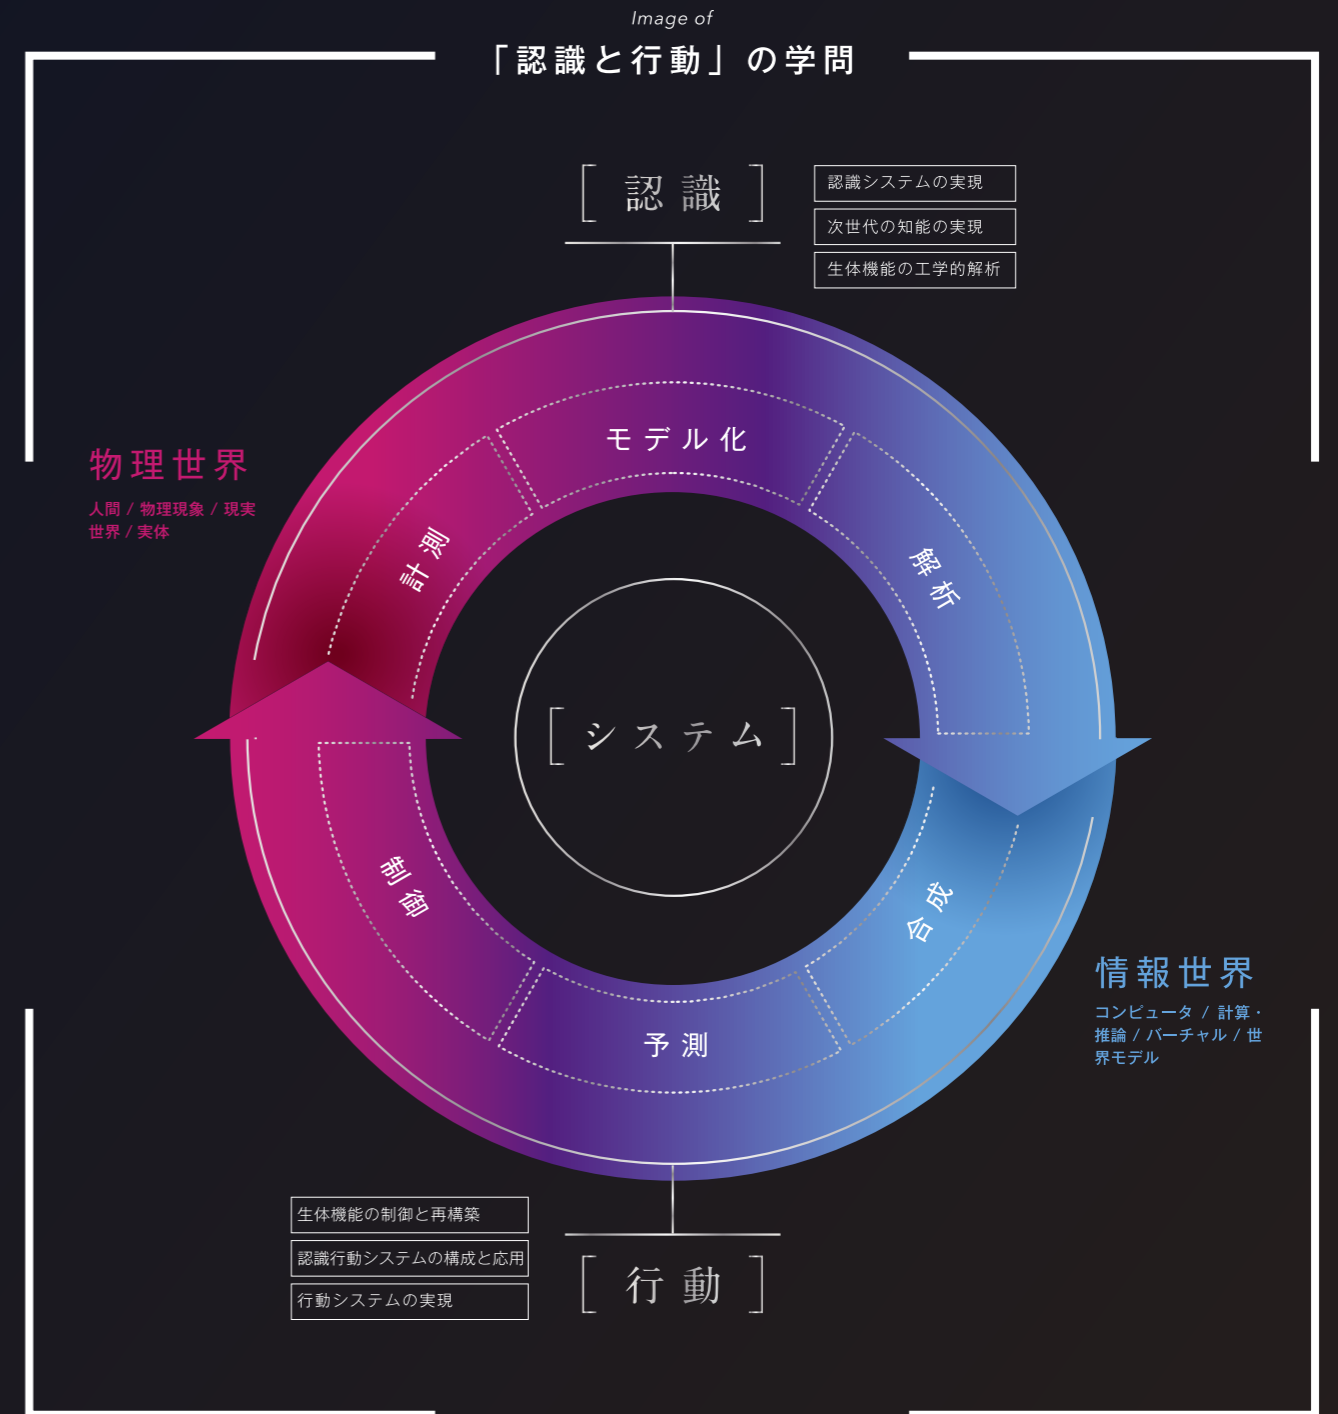 Image of
「認識と行動」の学問
[認識]
認識システムの実現
次世代の知能の実現
生体機能の工学的解析
モデル化
物理世界
人間 / 物理現象 / 現実
世界 / 実体
計測
解析
[システム]
制御
合成
予測
情報世界
コンピュータ / 計算・
推論 / バーチャル / 世
界モデル
生体機能の制御と再構築
認識行動システムの構成と応用
行動システムの実現
[行動]